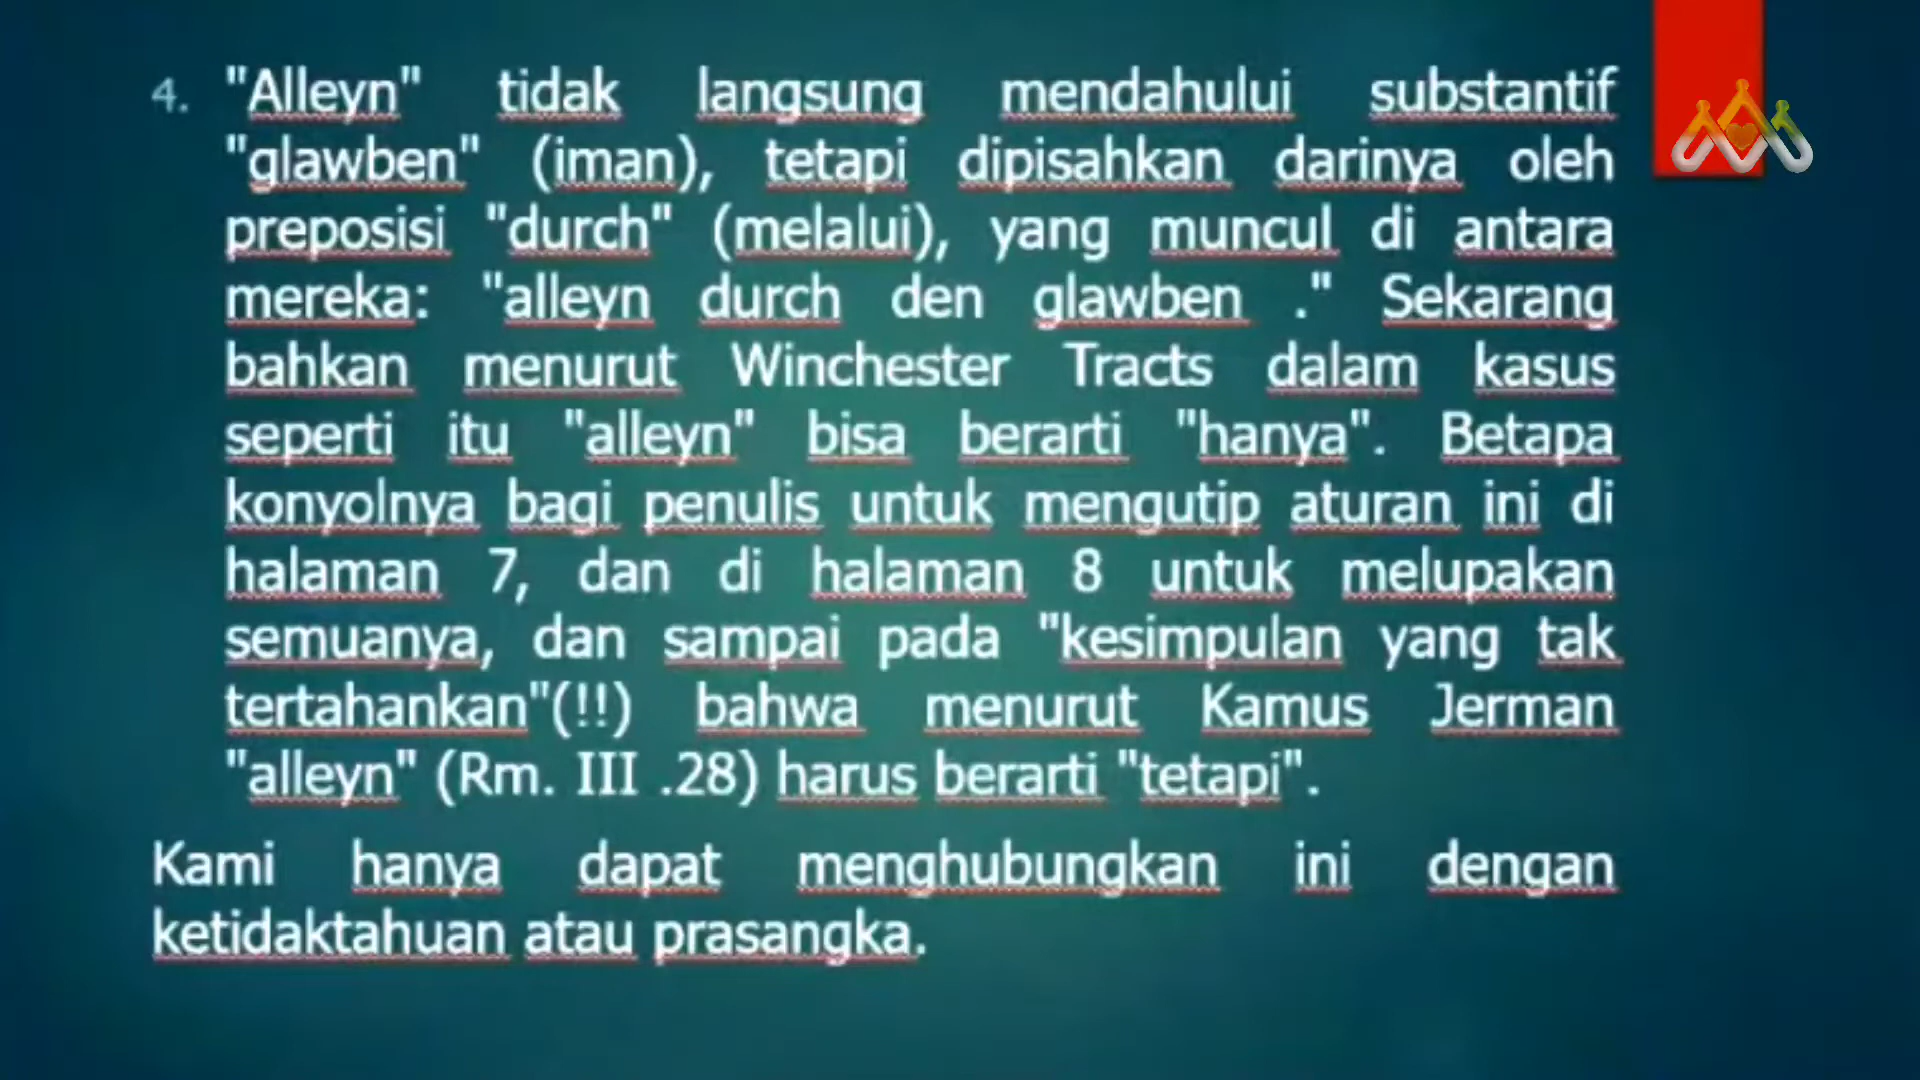 4. "Alleyn" tidak langsung mendahului substantif
"glawben" (iman), tetapi dipisahkan darinya oleh
preposisi "durch" (melalui), yang muncul di antara
mereka: "alleyn durch den glawben ." Sekarang
bahkan menurut Winchester Tracts dalam kasus
seperti itu "alleyn" bisa berarti "hanya". Betapa
konyolnya bagi penulis untuk mengutip aturan ini di
halaman 7, dan di halaman 8 untuk melupakan
semuanya, dan sampai pada "kesimpulan yang tak
tertahankan"(!!) bahwa menurut Kamus Jerman
"alleyn" (Rm. III .28) harus berarti "tetapi".
Kami hanya dapat menghubungkan ini dengan
ketidaktahuan atau prasangka.